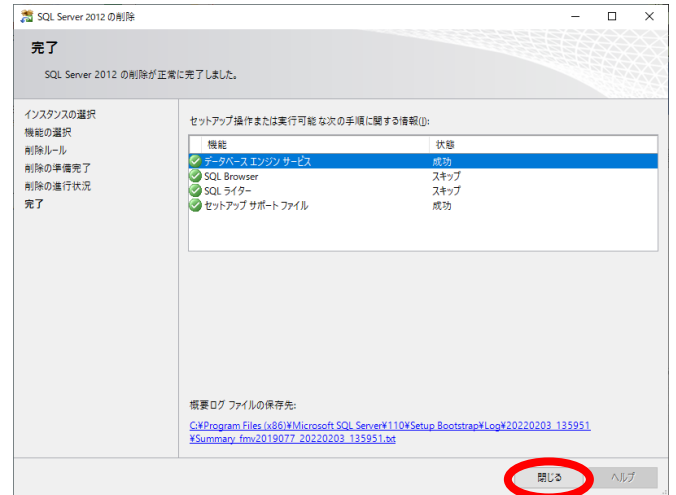 SQL Server 2012 の削除
完了
SQL Server 2012 の削除が正常に完了しました。
インスタンスの選択
機能の選択
削除ルール
削除の準備完了
削除の進行状況
完了
セットアップ操作または実行可能な次の手順に関する情報(I):
機能 状態
データベース エンジン サービス 成功
SQL Browser スキップ
SQL ライター スキップ
セットアップ サポート ファイル 成功
概要ログ ファイルの保存先:
C:¥Program Files (x86)¥Microsoft SQL Server¥110¥Setup Bootstrap¥Log¥20220203_135951
¥Summary_fmv2019077_20220203_135951.txt
閉じる ヘルプ